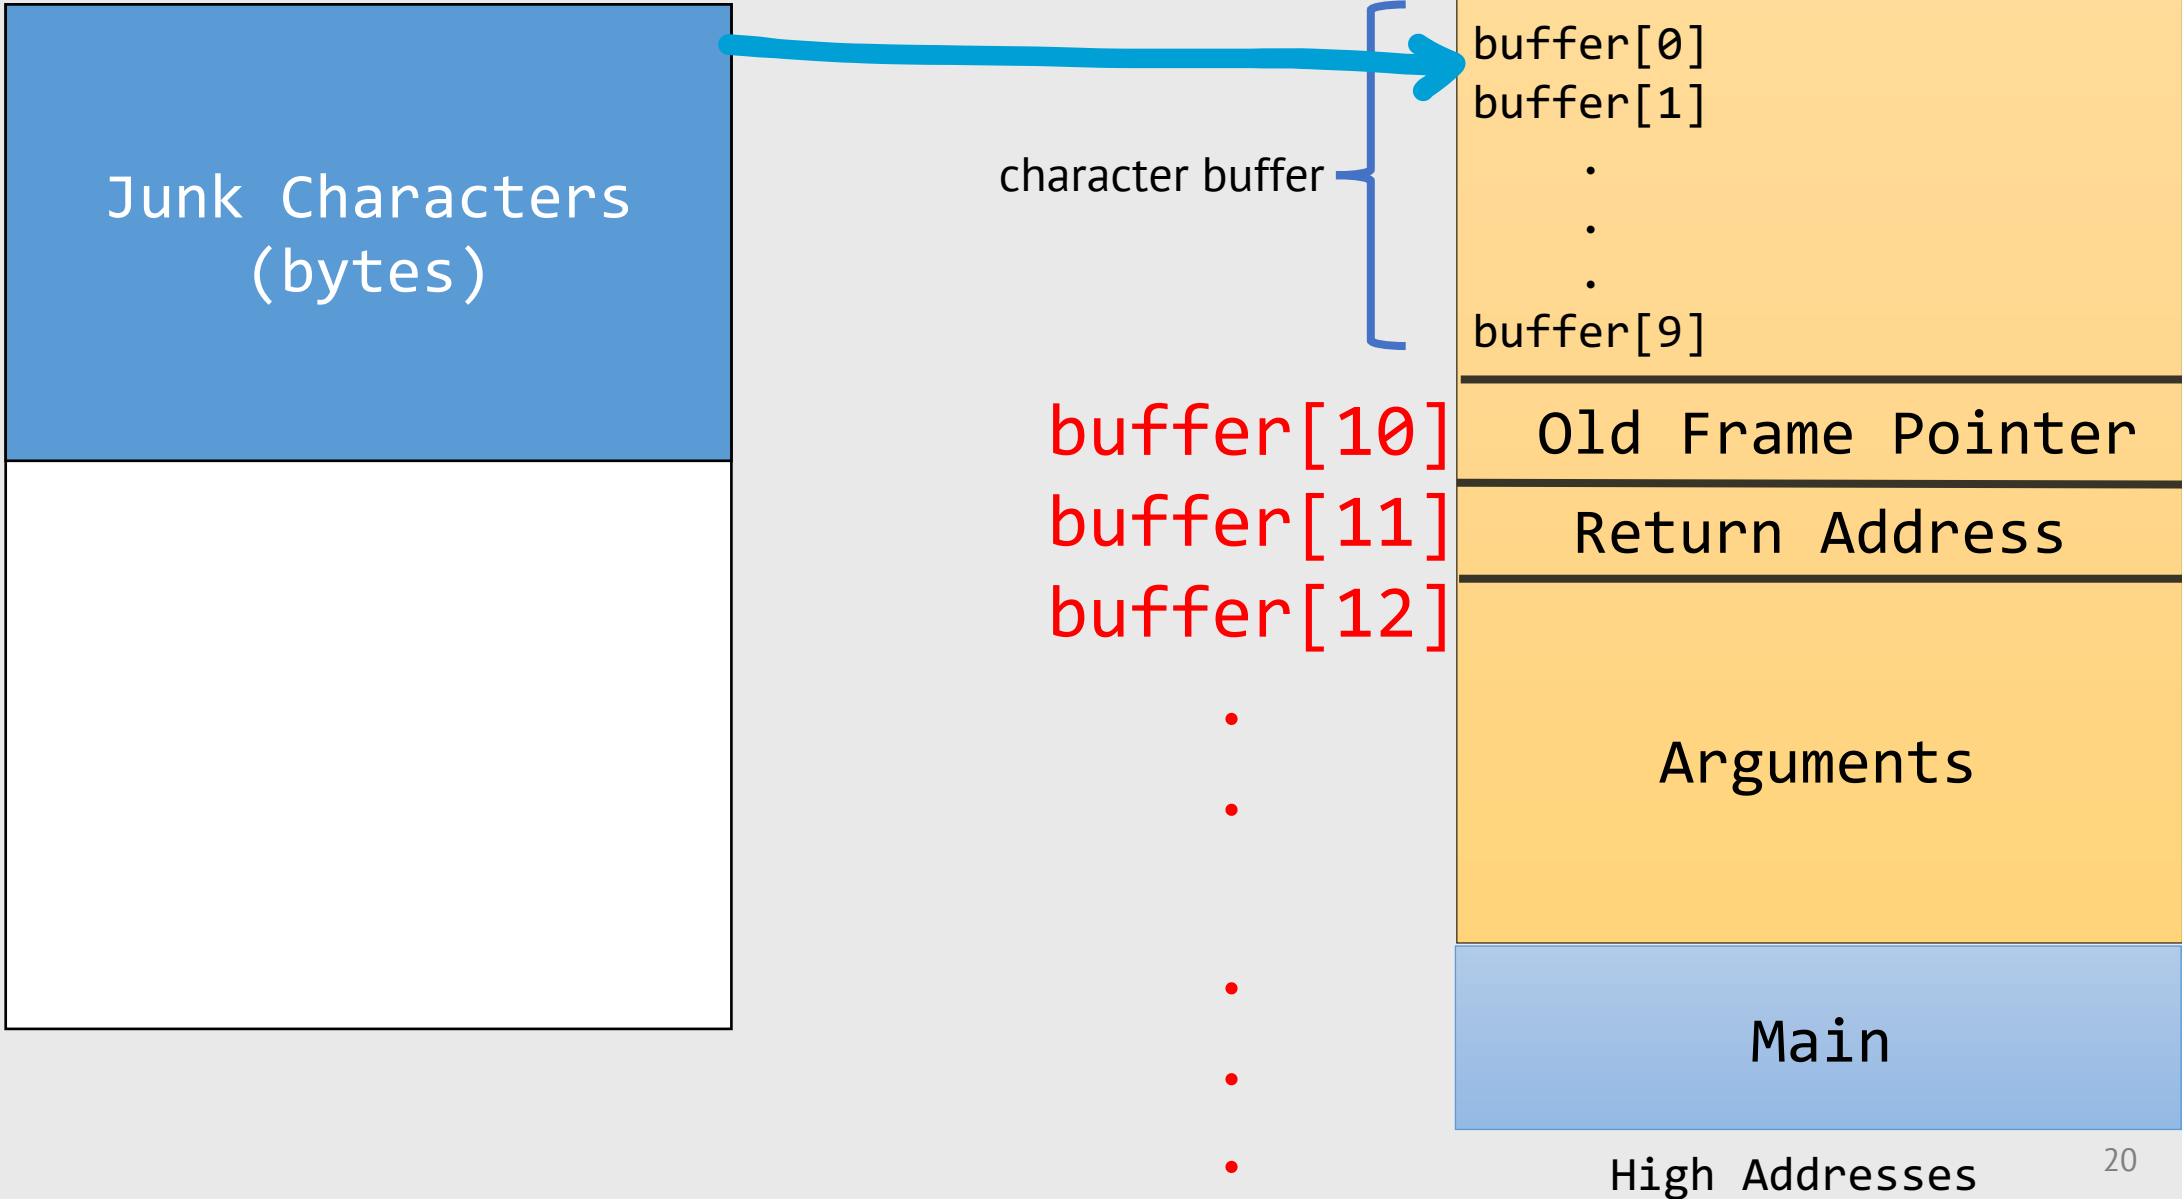 Junk Characters
(bytes)
character buffer
buffer[0]
buffer[1]
.
.
.
buffer[9]
buffer[10]
buffer[11]
buffer[12]
.
.
.
.
.
Old Frame Pointer
Return Address
Arguments
Main
High Addresses
20